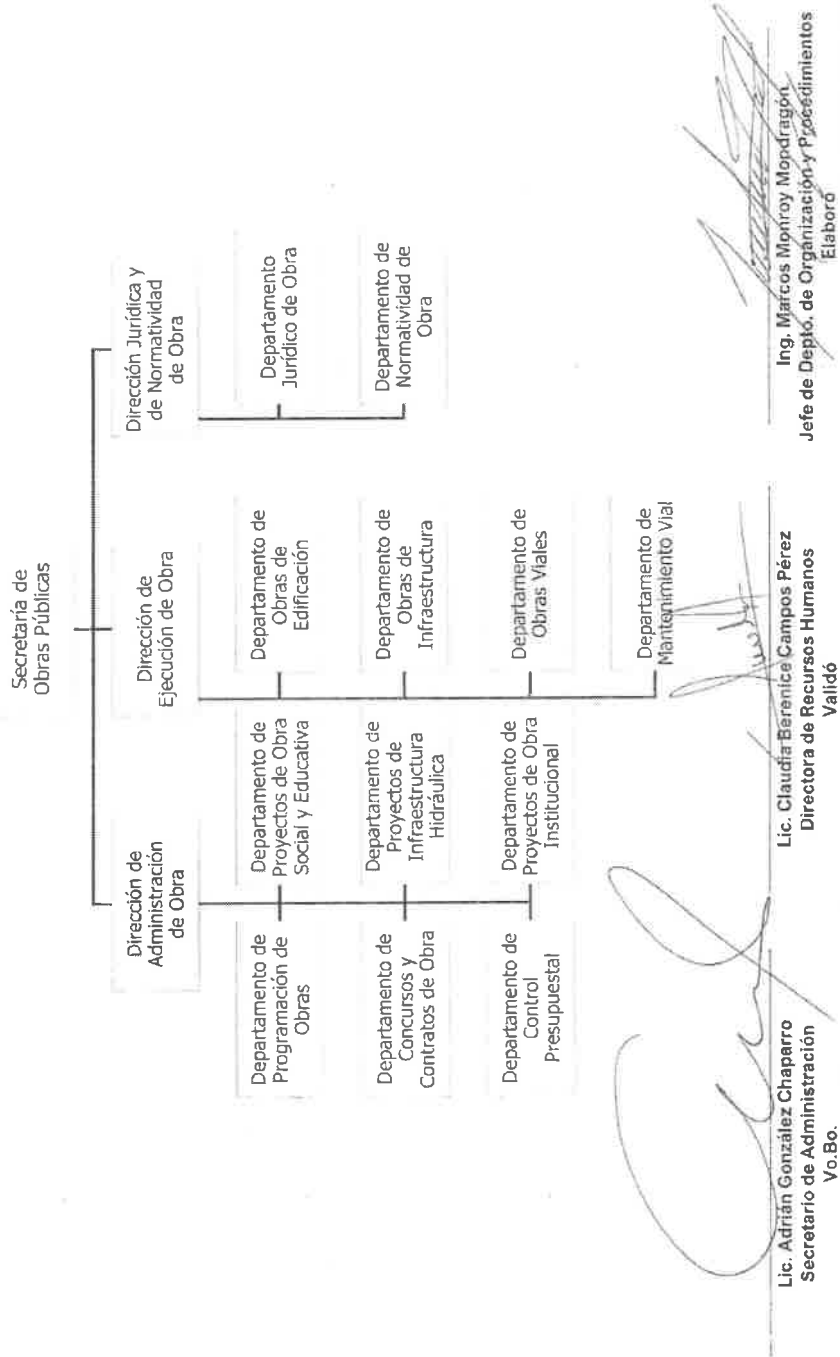 Secretaría de
Obras Públicas
Dirección de
Administración
de Obra
Dirección de
Ejecución de Obra
Dirección Jurídica y
de Normatividad
de Obra
Departamento de
Programación de
Obras
Departamento de
Proyectos de Obra
Social y Educativa
Departamento de
Obras de
Edificación
Departamento
Jurídico de Obra
Departamento de
Concursos y
Contratos de Obra
Departamento de
Proyectos de
Infraestructura
Hidráulica
Departamento de
Obras de
Infraestructura
Departamento de
Normatividad de
Obra
Departamento de
Control
Presupuestal
Departamento de
Proyectos de Obra
Institucional
Departamento de
Obras Viales
Departamento de
Mantenimiento Vial
Lic. Adrián González Chaparro
Secretario de Administración
Vo.Bo.
Lic. Claudia Berenice Campos Pérez
Directora de Recursos Humanos
Validó
Ing. Marcos Monroy Mondragón
Jefe de Depto. de Organización y Procedimientos
Elaboró